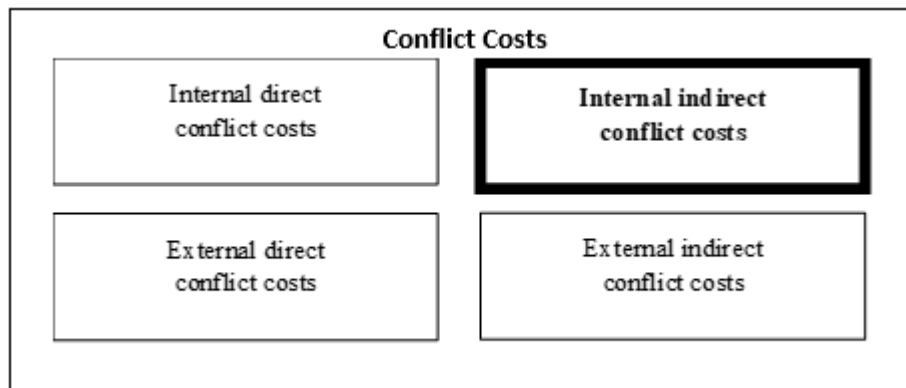 Conflict Costs
Internal direct
conflict costs
Internal indirect
conflict costs
External direct
conflict costs
External indirect
conflict costs